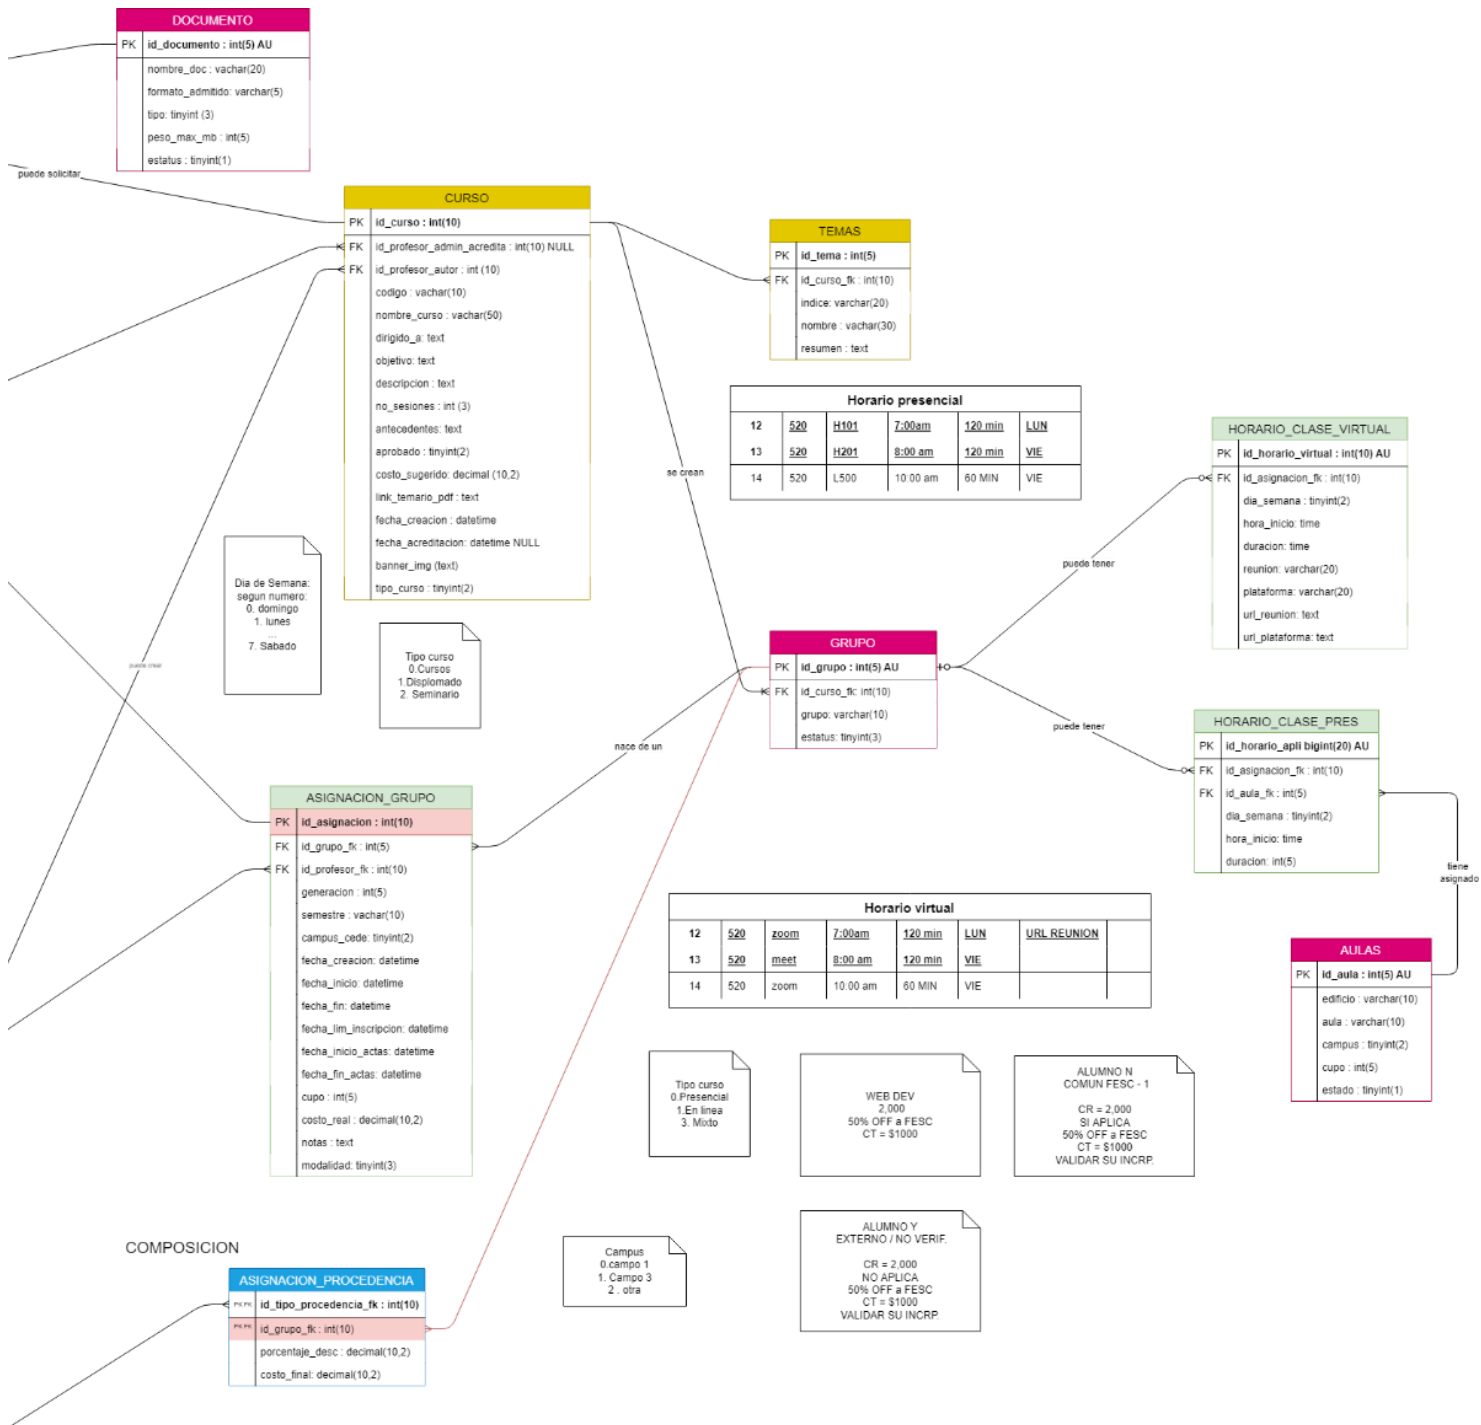 DOCUMENTO
PK id_documento : int(5) AU
nombre_doc : vachar(20)
formato_admitido: varchar(5)
tipo: tinyint (3)
peso_max_mb : int(5)
estatus : tinyint(1)
puede solicitar
CURSO
PK id_curso : int(10)
FK id_profesor_admin_acredita : int(10) NULL
FK id_profesor_autor : int (10)
codigo : vachar(10)
nombre_curso : vachar(50)
dirigido_a: text
objetivo: text
descripcion : text
no_sesiones : int (3)
antecedentes: text
aprobado : tinyint(2)
costo_sugerido: decimal (10,2)
link_temario_pdf : text
fecha_creacion : datetime
fecha_acreditacion: datetime NULL
banner_img (text)
tipo_curso : tinyint(2)
TEMAS
PK id_tema : int(5)
FK id_curso_fk : int(10)
indice: varchar(20)
nombre : vachar(30)
resumen : text
Horario presencial
12 520 H101 7:00am 120 min LUN
13 520 H201 8:00 am 120 min VIE
14 520 L500 10:00 am 60 MIN VIE
se crean
HORARIO_CLASE_VIRTUAL
PK id_horario_virtual : int(10) AU
FK id_asignacion_fk : int(10)
dia_semana : tinyint(2)
hora_inicio: time
duracion: time
reunion: varchar(20)
plataforma: varchar(20)
url_reunion: text
url_plataforma: text
puede tener
Dia de Semana:
segun numero:
0. domingo
1. lunes
...
7. Sabado
Tipo curso
0.Cursos
1.Displomado
2. Seminario
puede crear
GRUPO
PK id_grupo : int(5) AU
FK id_curso_fk: int(10)
grupo: varchar(10)
estatus: tinyint(3)
puede tener
nace de un
HORARIO_CLASE_PRES
PK id_horario_apli bigint(20) AU
FK id_asignacion_fk : int(10)
FK id_aula_fk : int(5)
dia_semana : tinyint(2)
hora_inicio: time
duracion: int(5)
tiene
asignado
ASIGNACION_GRUPO
PK id_asignacion : int(10)
FK id_grupo_fk : int(5)
FK id_profesor_fk : int(10)
generacion : int(5)
semestre : vachar(10)
campus_cede: tinyint(2)
fecha_creacion: datetime
fecha_inicio: datetime
fecha_fin: datetime
fecha_lim_inscripcion: datetime
fecha_inicio_actas: datetime
fecha_fin_actas: datetime
cupo : int(5)
costo_real : decimal(10,2)
notas : text
modalidad: tinyint(3)
Horario virtual
12 520 zoom 7:00am 120 min LUN URL REUNION
13 520 meet 8:00 am 120 min VIE
14 520 zoom 10:00 am 60 MIN VIE
AULAS
PK id_aula : int(5) AU
edificio : varchar(10)
aula : varchar(10)
campus : tinyint(2)
cupo : int(5)
estado : tinyint(1)
Tipo curso
0.Presencial
1.En linea
3. Mixto
WEB DEV
2,000
50% OFF a FESC
CT = $1000
ALUMNO N
COMUN FESC - 1
CR = 2,000
SI APLICA
50% OFF a FESC
CT = $1000
VALIDAR SU INCRP.
ALUMNO Y
EXTERNO / NO VERIF.
CR = 2,000
NO APLICA
50% OFF a FESC
CT = $1000
VALIDAR SU INCRP.
Campus
0.campo 1
1. Campo 3
2 . otra
COMPOSICION
ASIGNACION_PROCEDENCIA
PK FK id_tipo_procedencia_fk : int(10)
PK FK id_grupo_fk : int(10)
porcentaje_desc : decimal(10,2)
costo_final: decimal(10,2)